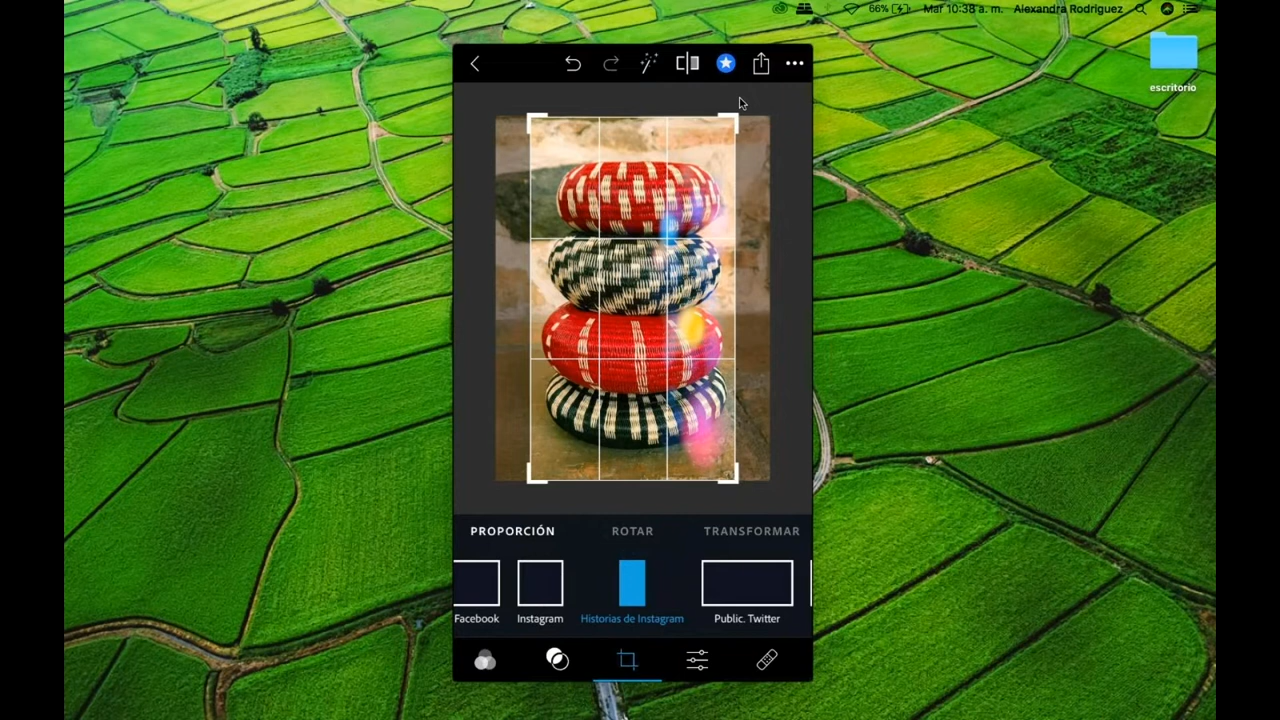 66% Mar 10:38 a. m. Alexandra Rodriguez
escritorio
PROPORCIÓN ROTAR TRANSFORMAR
Facebook Instagram Historias de Instagram Public. Twitter